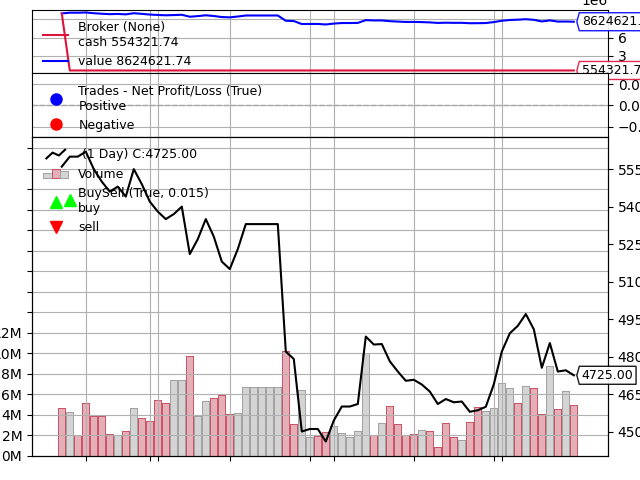 1e6
Broker (None)
cash 554321.74
value 8624621.74
8624621.
6
3
554321.7
Trades - Net Profit/Loss (True)
Positive
Negative
0.0
0.0
−0.
(1 Day) C:4725.00
Volume
BuySell (True, 0.015)
buy
sell
555
540
525
510
495
480
4725.00
465
450
12M
10M
8M
6M
4M
2M
0M